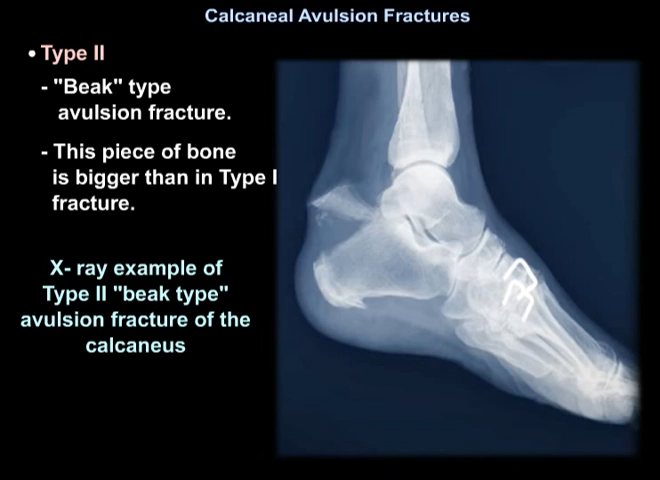 Calcaneal Avulsion Fractures
• Type II
- "Beak" type
avulsion fracture.
- This piece of bone
is bigger than in Type I
fracture.
X- ray example of
Type II "beak type"
avulsion fracture of the
calcaneus